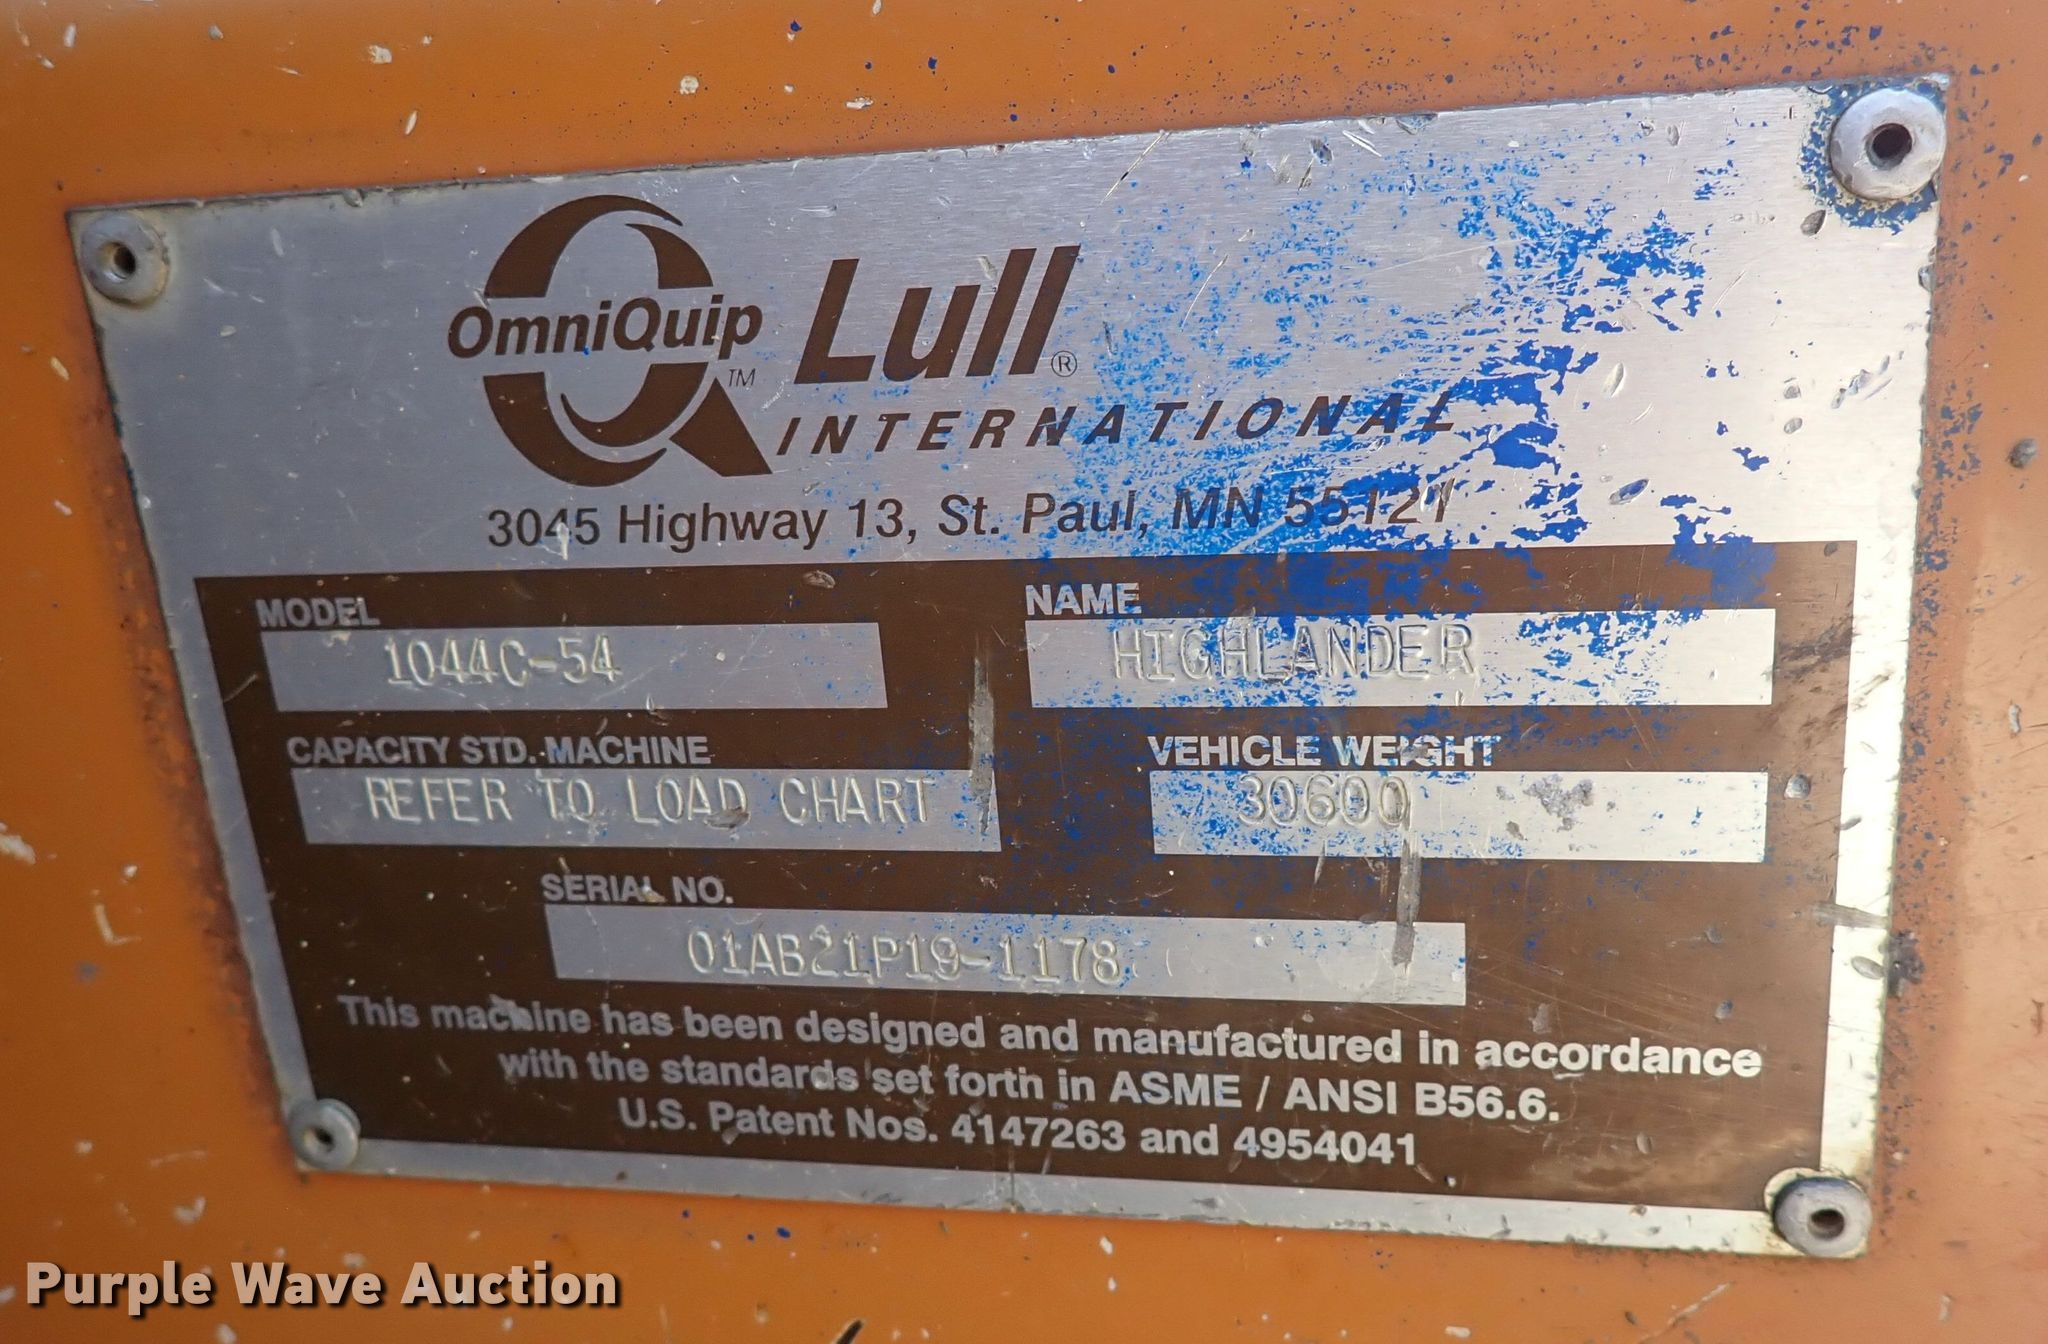 OmniQuip
TM
Lull®
INTERNATIONAL
3045 Highway 13, St. Paul, MN 55121
MODEL
1044C-54
NAME
HIGHLANDER
CAPACITY STD. MACHINE
REFER TO LOAD CHART
VEHICLE WEIGHT
30600
SERIAL NO.
01AB21P19-1178
This machine has been designed and manufactured in accordance
with the standards set forth in ASME / ANSI B56.6.
U.S. Patent Nos. 4147263 and 4954041
Purple Wave Auction